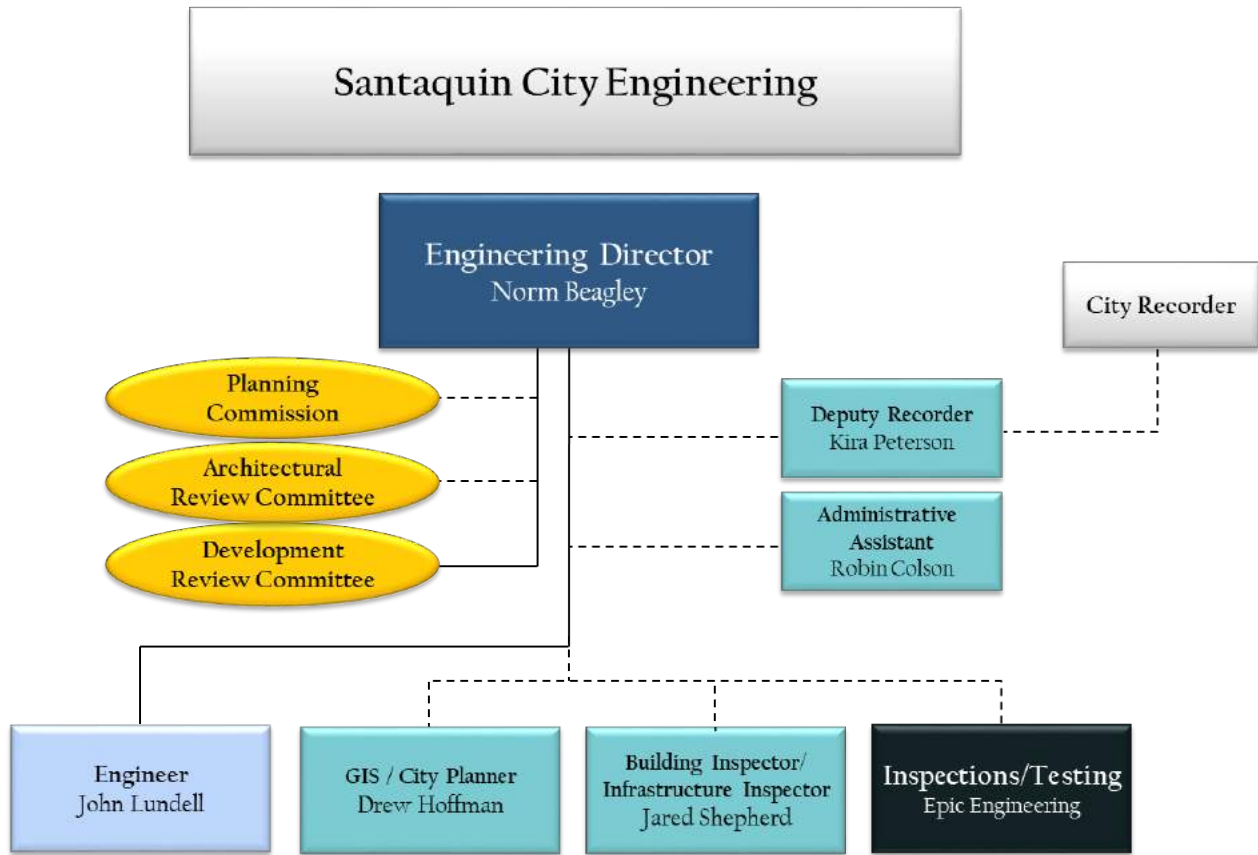 Santaquin City Engineering
Engineering Director
Norm Beagley
City Recorder
Planning
Commission
Deputy Recorder
Kira Peterson
Architectural
Review Committee
Administrative
Assistant
Robin Colson
Development
Review Committee
Engineer
John Lundell
GIS / City Planner
Drew Hoffman
Building Inspector/
Infrastructure Inspector
Jared Shepherd
Inspections/Testing
Epic Engineering